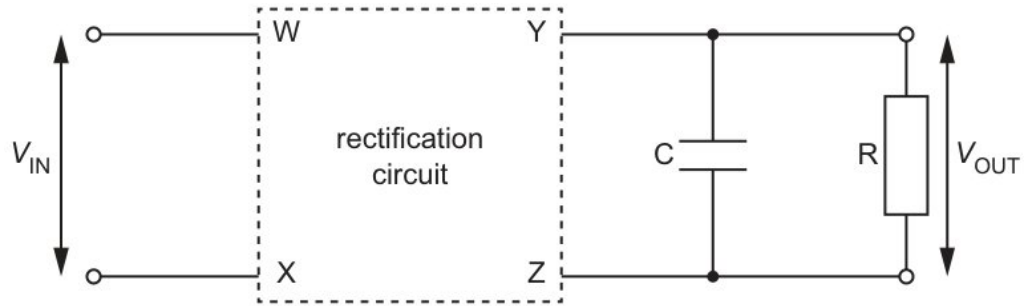 W
Y
V_IN
rectification
circuit
C
R
V_OUT
X
Z